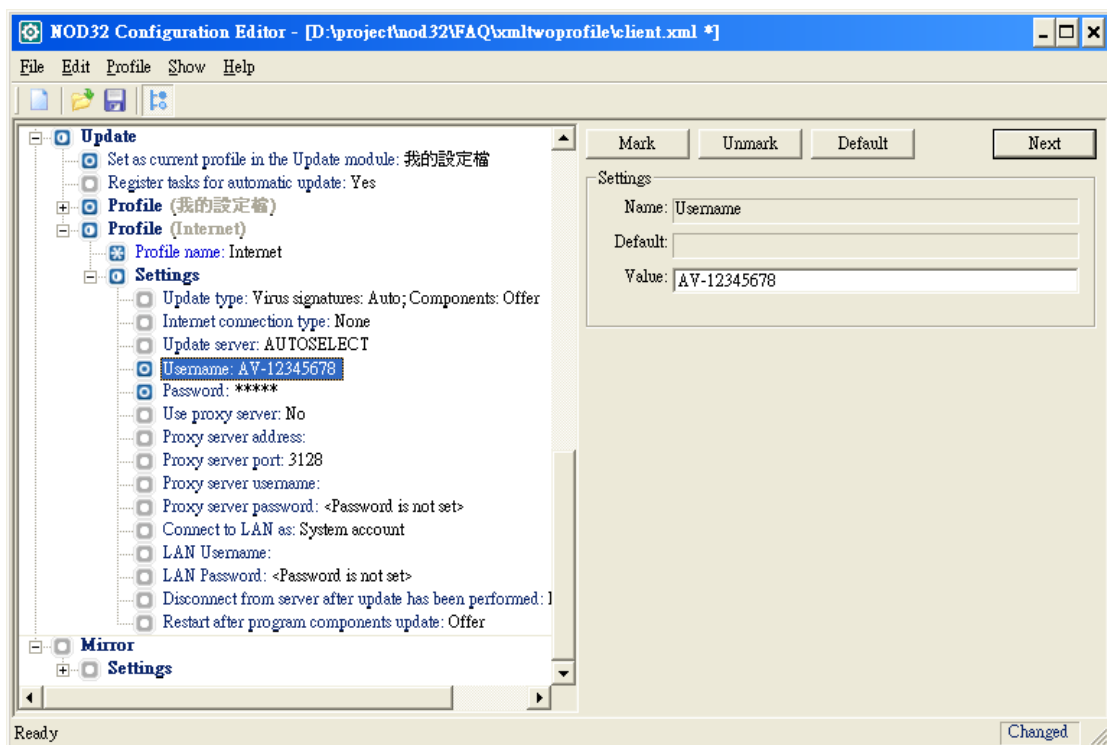 NOD32 Configuration Editor - [D:\project\nod32\FAQ\xmltwoprofile\client.xml *]
File Edit Profile Show Help
Update
Set as current profile in the Update module: 我的設定檔
Register tasks for automatic update: Yes
Profile (我的設定檔)
Profile (Internet)
Profile name: Internet
Settings
Update type: Virus signatures: Auto; Components: Offer
Internet connection type: None
Update server: AUTOSELECT
Username: AV-12345678
Password: *****
Use proxy server: No
Proxy server address:
Proxy server port: 3128
Proxy server username:
Proxy server password: <Password is not set>
Connect to LAN as: System account
LAN Username:
LAN Password: <Password is not set>
Disconnect from server after update has been performed:
Restart after program components update: Offer
Mirror
Settings
Mark Unmark Default Next
Settings
Name: Username
Default:
Value: AV-12345678
Ready Changed